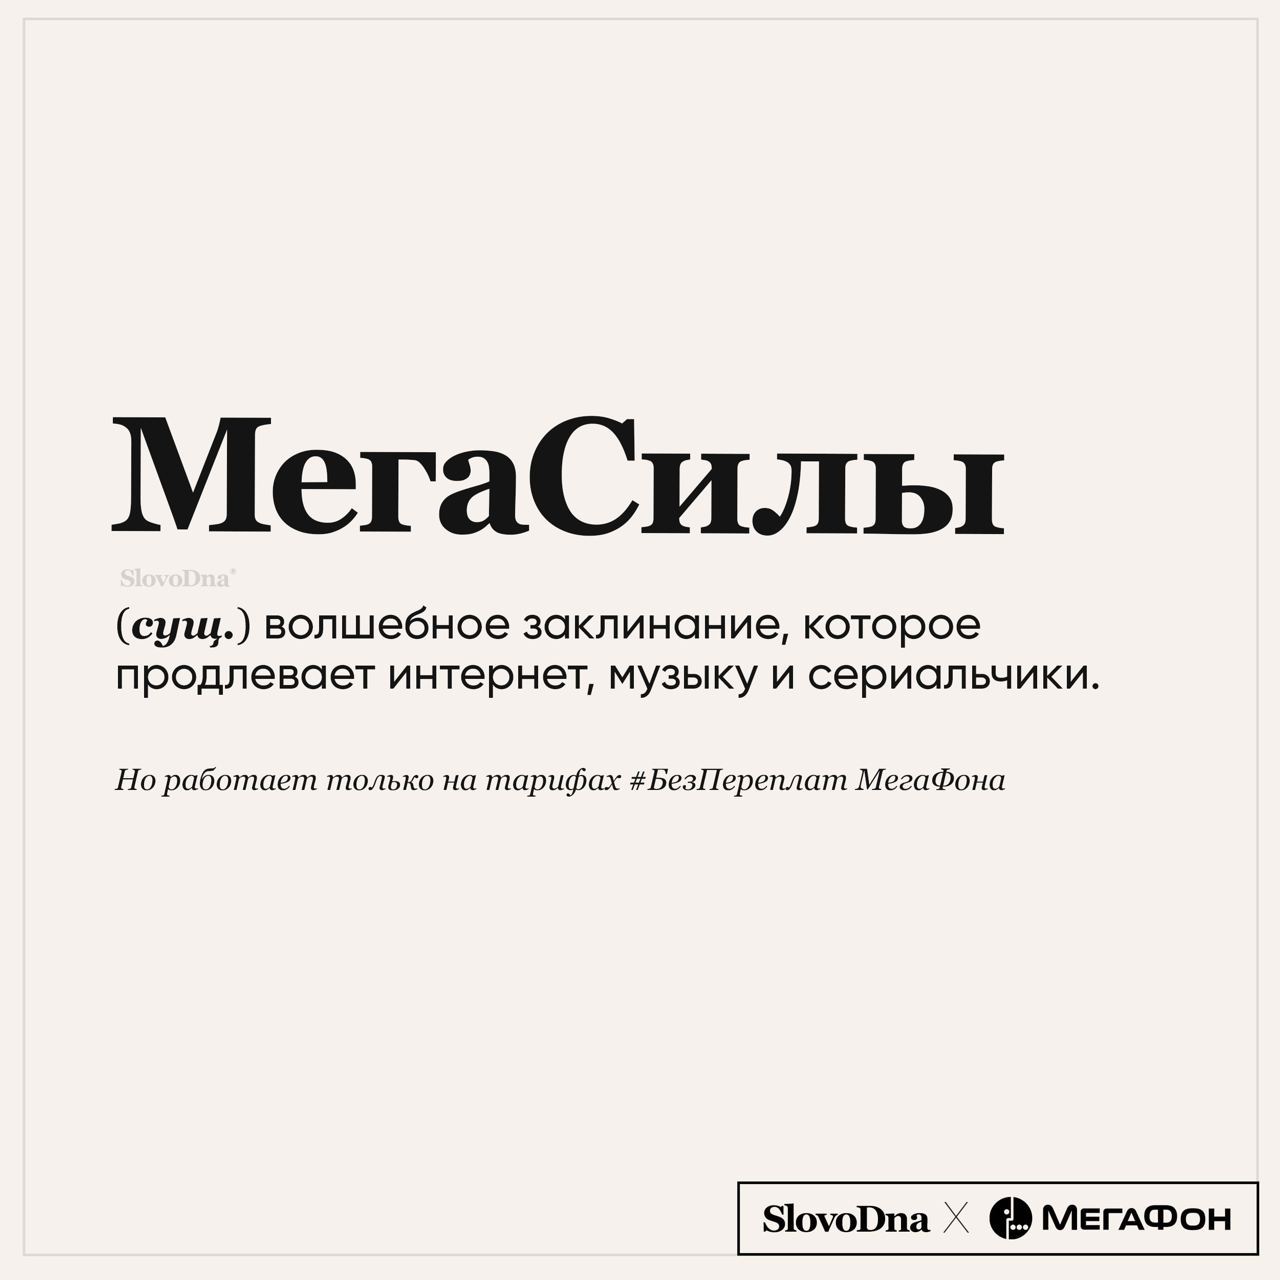 МегаСилы
SlovoDna®
(сущ.) волшебное заклинание, которое
продлевает интернет, музыку и сериальчики.
Но работает только на тарифах #БезПереплат МегаФона
SlovoDna X МЕГАФОН